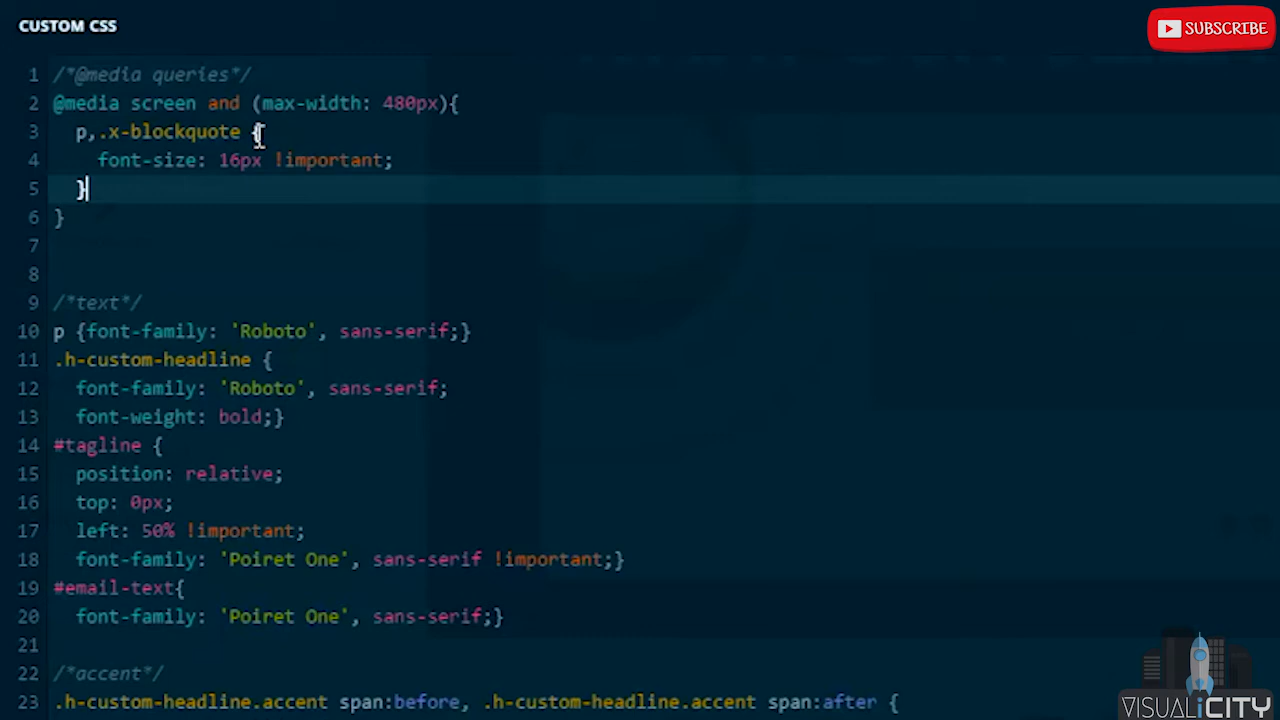 CUSTOM CSS
SUBSCRIBE
1 /*@media queries*/
2 @media screen and (max-width: 480px){
3 p,.x-blockquote {
4 font-size: 16px !important;
5 }
6 }
7
8
9 /*text*/
10 p {font-family: 'Roboto', sans-serif;}
11 .h-custom-headline {
12 font-family: 'Roboto', sans-serif;
13 font-weight: bold;}
14 #tagline {
15 position: relative;
16 top: 0px;
17 left: 50% !important;
18 font-family: 'Poiret One', sans-serif !important;}
19 #email-text{
20 font-family: 'Poiret One', sans-serif;}
21
22 /*accent*/
23 .h-custom-headline.accent span:before, .h-custom-headline.accent span:after {
VISUALiCITY